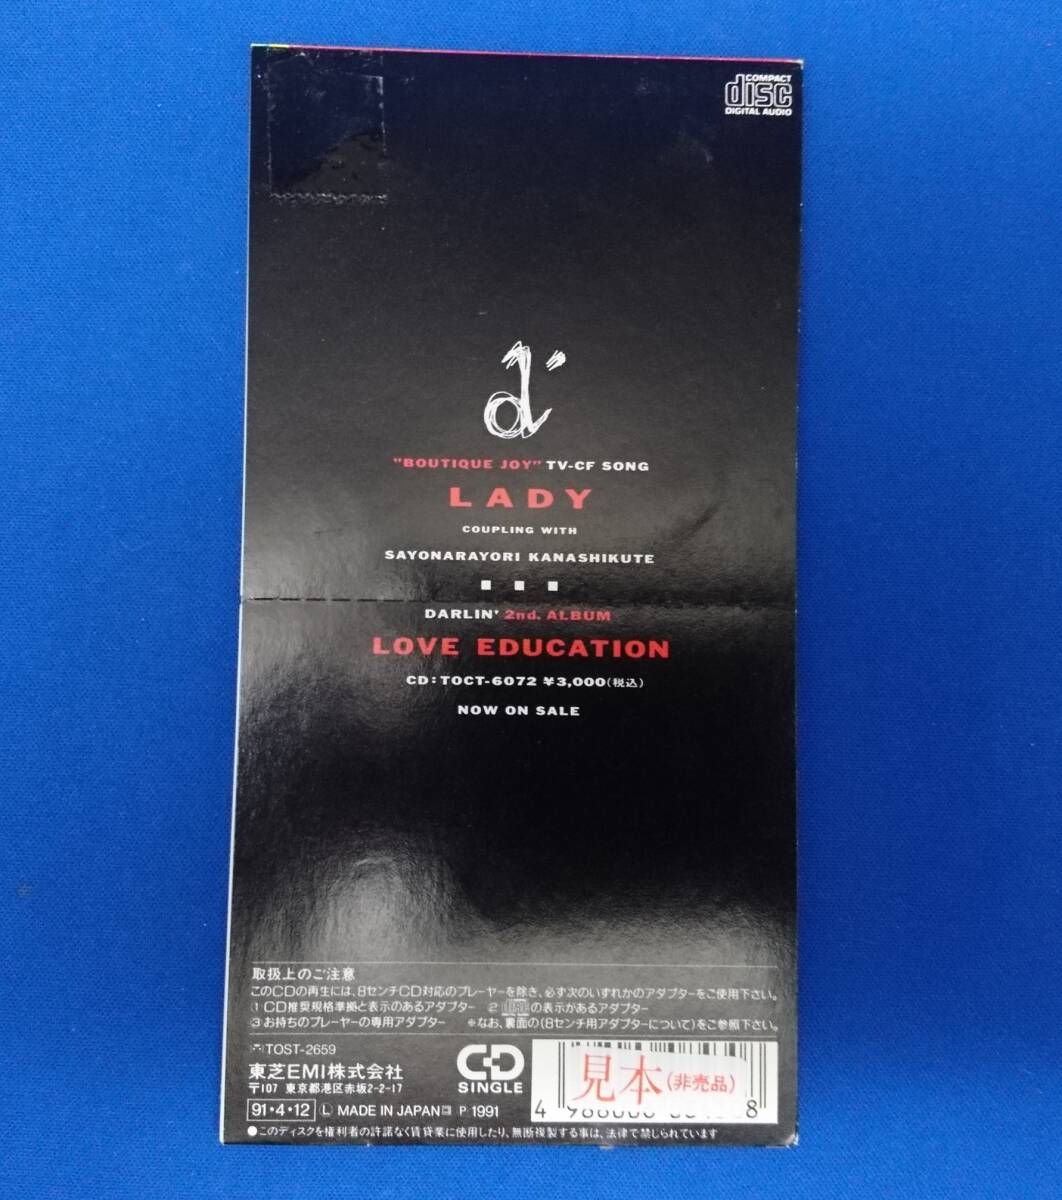 COMPACT
disc
DIGITAL AUDIO
d'
"BOUTIQUE JOY" TV-CF SONG
LADY
COUPLING WITH
SAYONARAYORI KANASHIKUTE
DARLIN' 2nd. ALBUM
LOVE EDUCATION
CD: TOCT-6072 ¥3,000(税込)
NOW ON SALE
取扱上のご注意
このCDの再生には、8センチCD対応のプレーヤーを除き、必ず次のいずれかのアダプターをご使用下さい。
①CD推奨規格準拠と表示のあるアダプター ②discの表示があるアダプター
③お持ちのプレーヤーの専用アダプター ※なお、裏面の(8センチ用アダプターについて)をご参照下さい。
TOST-2659
東芝EMI株式会社
〒107 東京都港区赤坂2-2-17
91・4・12 Ⓛ MADE IN JAPAN P 1991
CD
SINGLE
見本(非売品)
●このディスクを権利者の許諾なく賃貸業に使用したり、無断複製する事は、法律で禁じられています